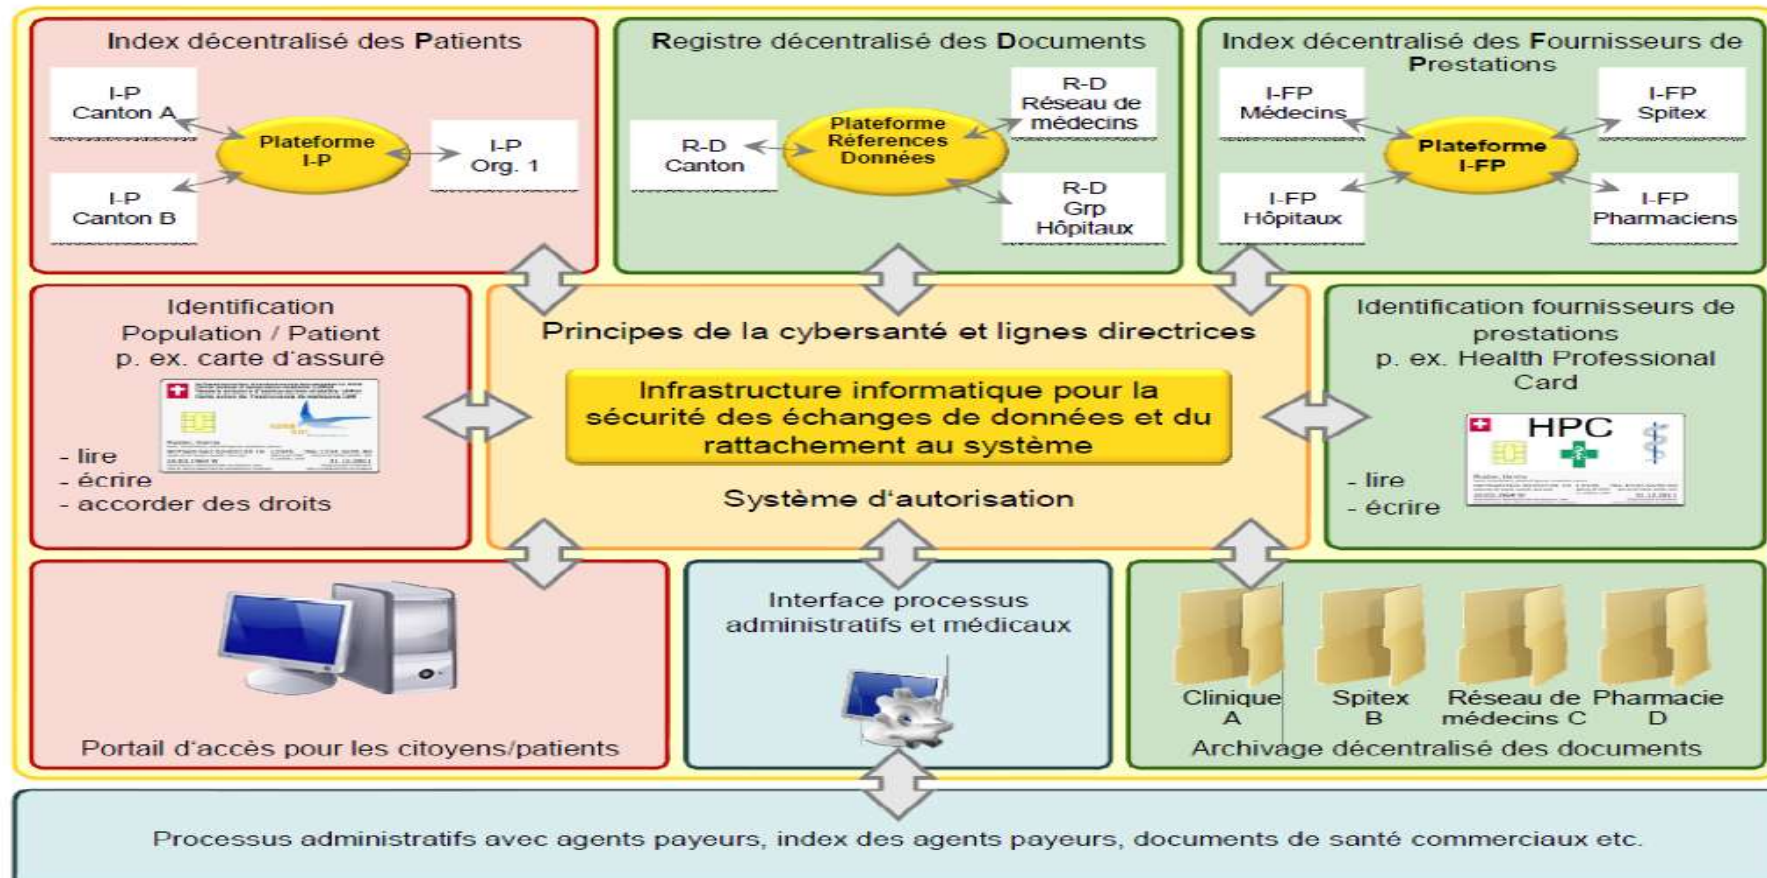 Index décentralisé des Patients
I-P
Canton A
Plateforme
I-P
I-P
Org. 1
I-P
Canton B
Registre décentralisé des Documents
R-D
Réseau de
médecins
Plateforme
Réferences
Données
R-D
Canton
R-D
Grp
Hôpitaux
Index décentralisé des Fournisseurs de
Prestations
I-FP
Médecins
I-FP
Spitex
Plateforme
I-FP
I-FP
Hôpitaux
I-FP
Pharmaciens
Identification
Population / Patient
p. ex. carte d'assuré
- lire
- écrire
- accorder des droits
Principes de la cybersanté et lignes directrices
Infrastructure informatique pour la
sécurité des échanges de données et du
rattachement au système
Système d'autorisation
Identification fournisseurs de
prestations
p. ex. Health Professional
Card
HPC
- lire
- écrire
Portail d'accès pour les citoyens/patients
Interface processus
administratifs et médicaux
Clinique
A
Spitex
B
Réseau de
médecins C
Pharmacie
D
Archivage décentralisé des documents
Processus administratifs avec agents payeurs, index des agents payeurs, documents de santé commerciaux etc.